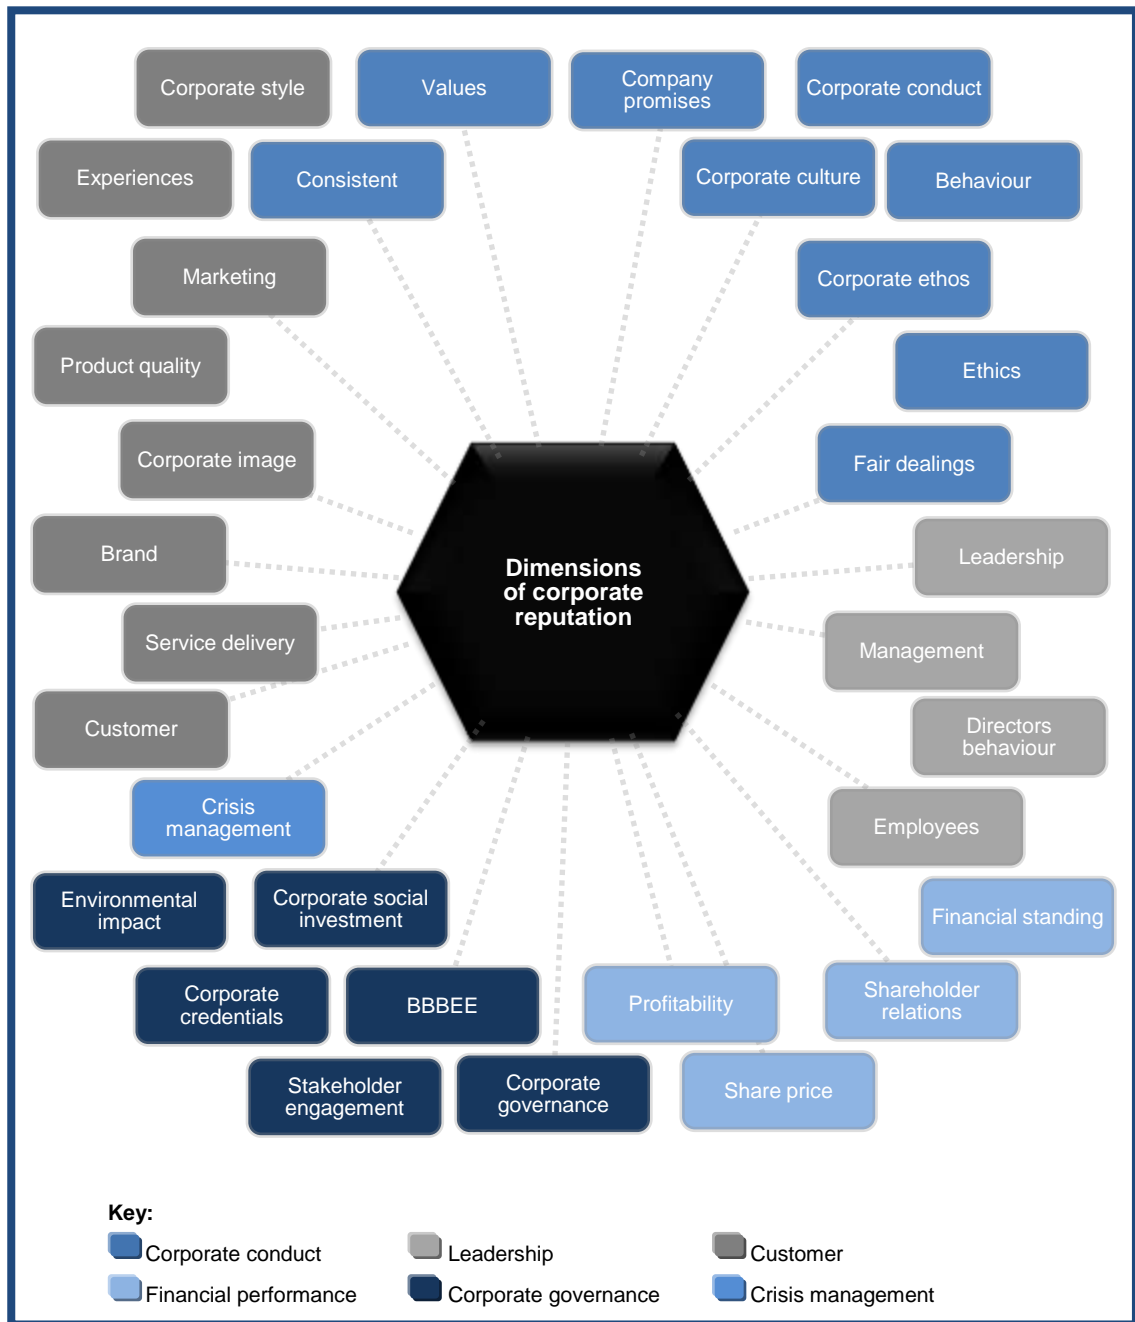 Corporate style
Values
Company
promises
Corporate conduct
Experiences
Consistent
Corporate culture
Behaviour
Marketing
Corporate ethos
Product quality
Ethics
Corporate image
Fair dealings
Brand
Dimensions
of corporate
reputation
Leadership
Service delivery
Management
Customer
Directors
behaviour
Crisis
management
Employees
Environmental
impact
Corporate social
investment
Financial standing
Corporate
credentials
BBBEE
Profitability
Shareholder
relations
Stakeholder
engagement
Corporate
governance
Share price
Key:
Corporate conduct
Leadership
Customer
Financial performance
Corporate governance
Crisis management